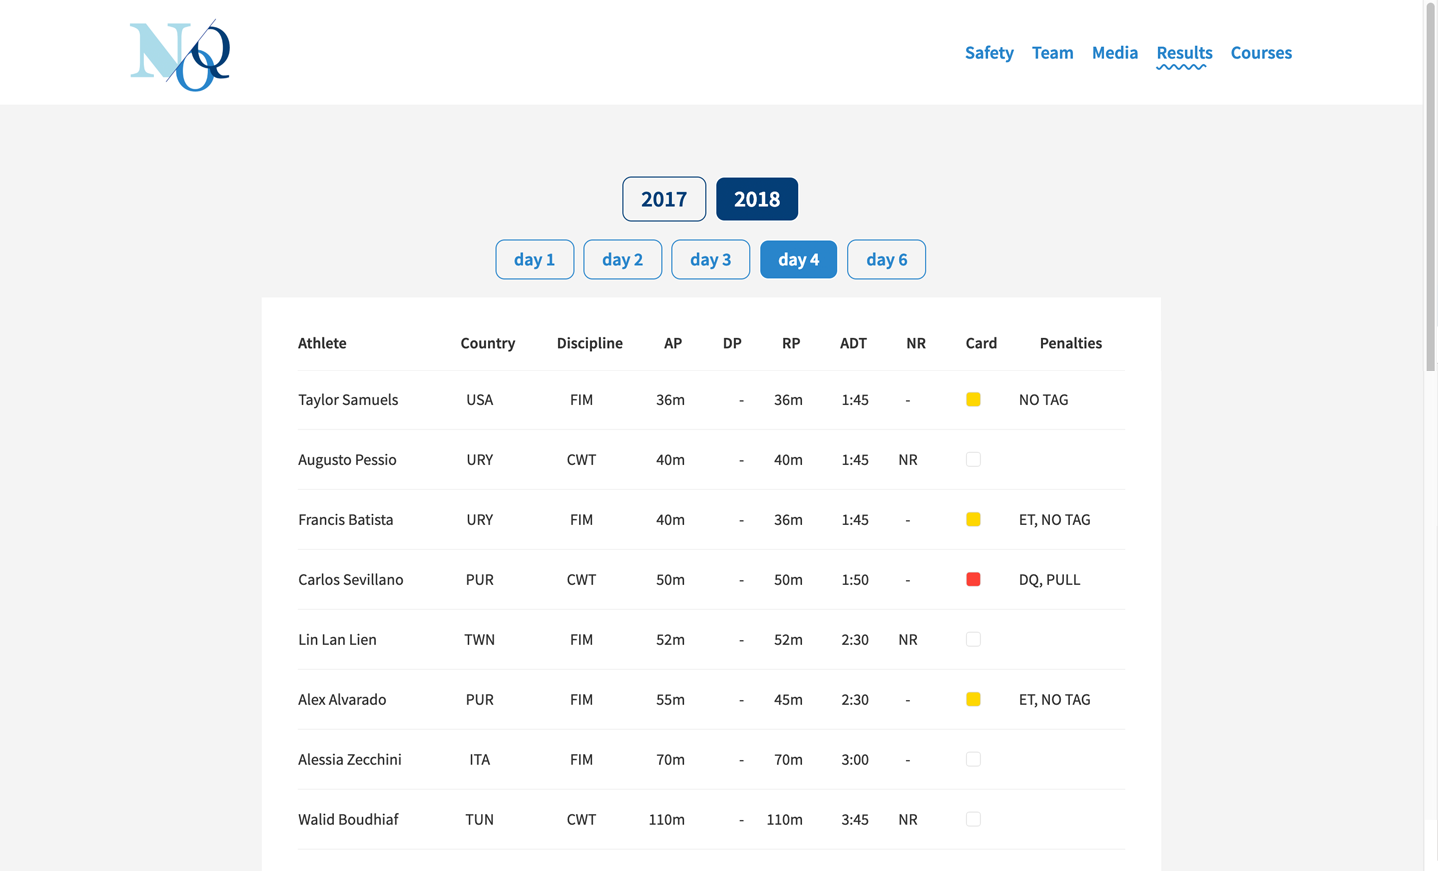 NOQ
Safety Team Media Results Courses
2017 2018
day 1 day 2 day 3 day 4 day 6
Athlete Country Discipline AP DP RP ADT NR Card Penalties
Taylor Samuels USA FIM 36m - 36m 1:45 - NO TAG
Augusto Pessio URY CWT 40m - 40m 1:45 NR
Francis Batista URY FIM 40m - 36m 1:45 - ET, NO TAG
Carlos Sevillano PUR CWT 50m - 50m 1:50 - DQ, PULL
Lin Lan Lien TWN FIM 52m - 52m 2:30 NR
Alex Alvarado PUR FIM 55m - 45m 2:30 - ET, NO TAG
Alessia Zecchini ITA FIM 70m - 70m 3:00 -
Walid Boudhiaf TUN CWT 110m - 110m 3:45 NR